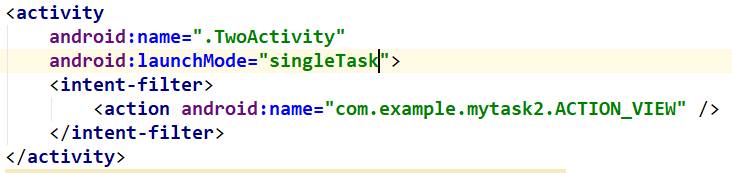 <activity
    android:name=".TwoActivity"
    android:launchMode="singleTask">
    <intent-filter>
        <action android:name="com.example.mytask2.ACTION_VIEW" />
    </intent-filter>
</activity>